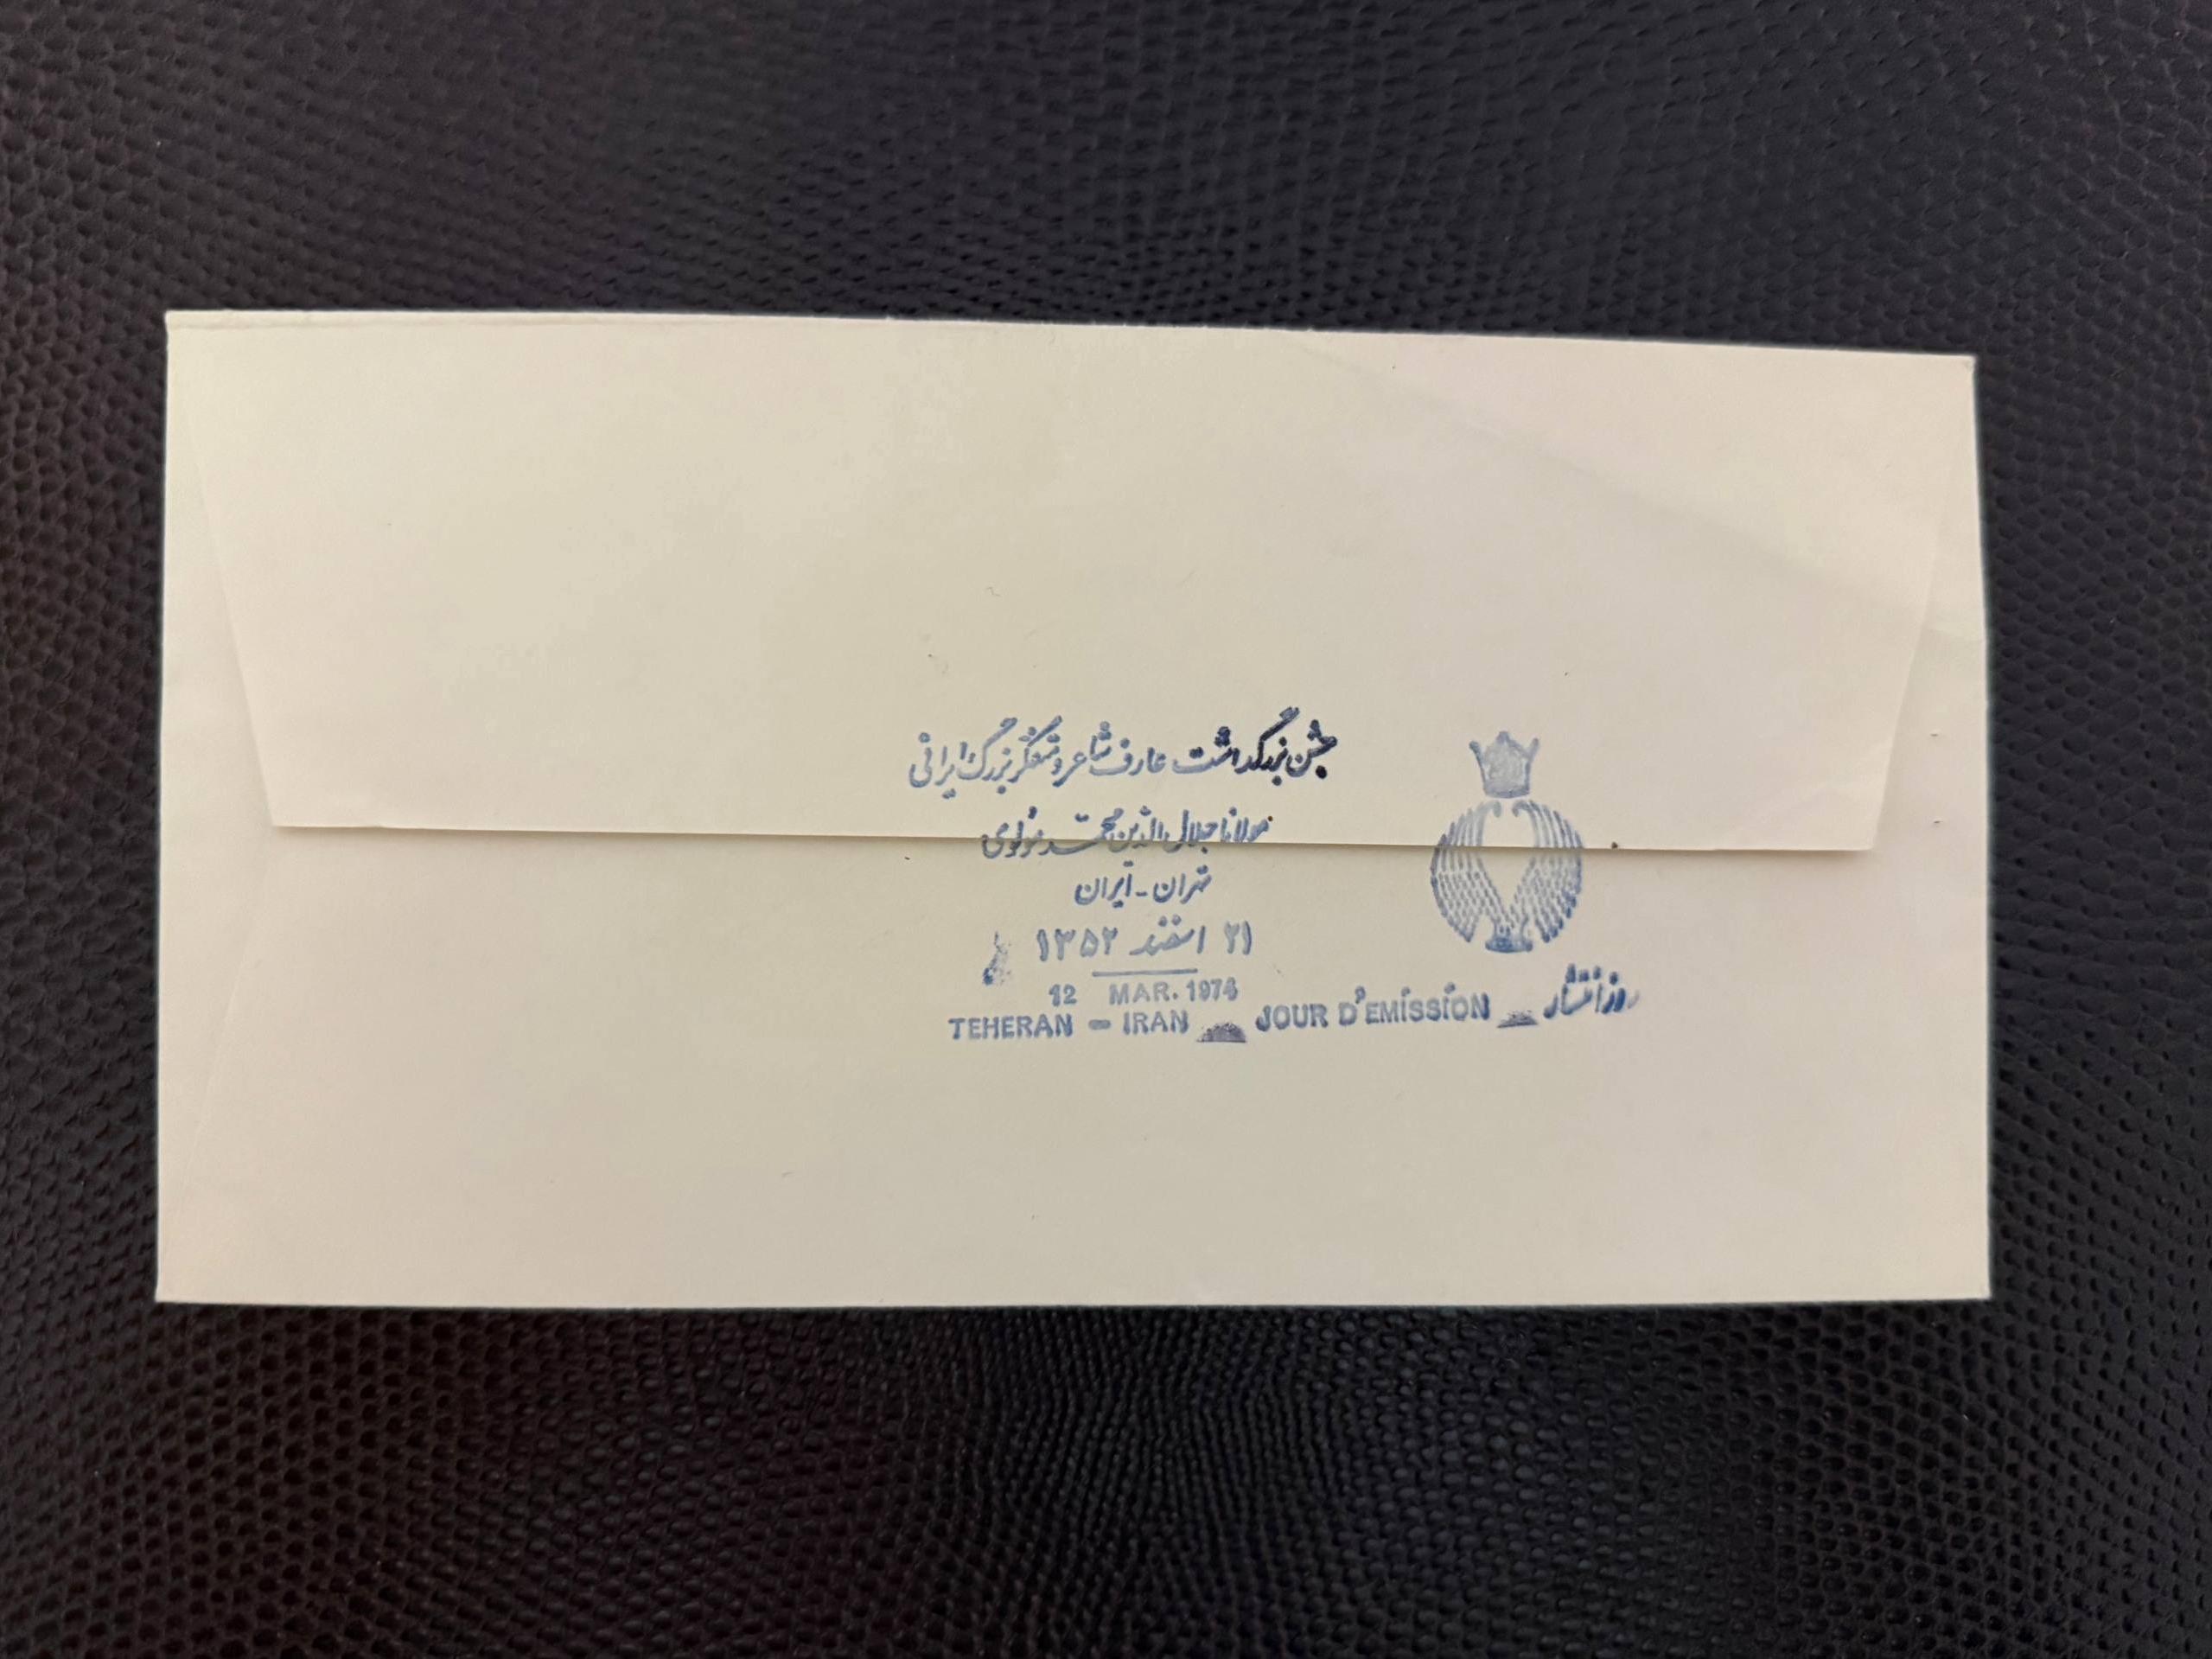 جشن بزرگداشت عارف شاعر و متفکر بزرگ ایرانی
مولانا جلال الدین محمد مولوی
تهران - ایران
۲۱ اسفند ۱۳۵۲
12 MAR. 1974
TEHERAN - IRAN JOUR D'EMISSION روز انتشار